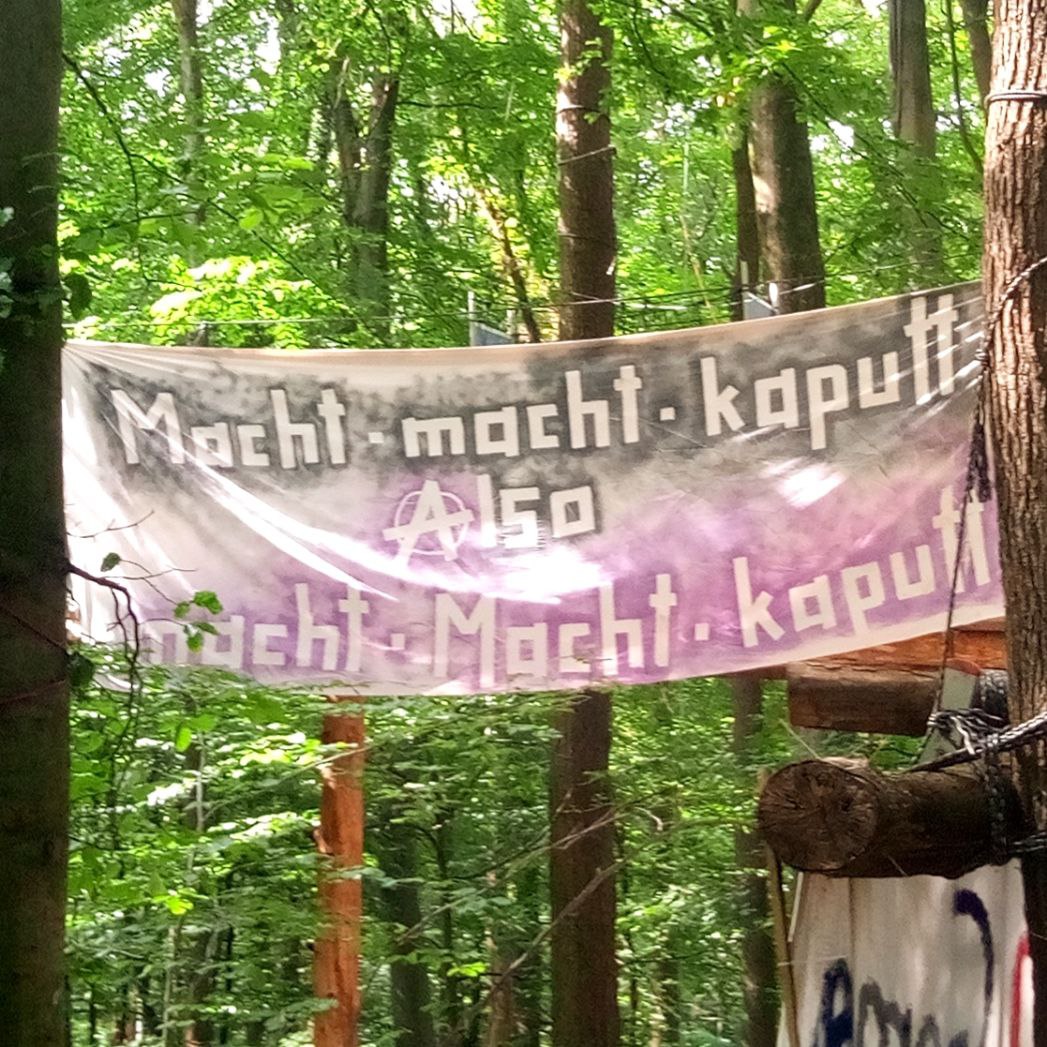 Macht · macht · kaputt
Also
macht · Macht · kaputt